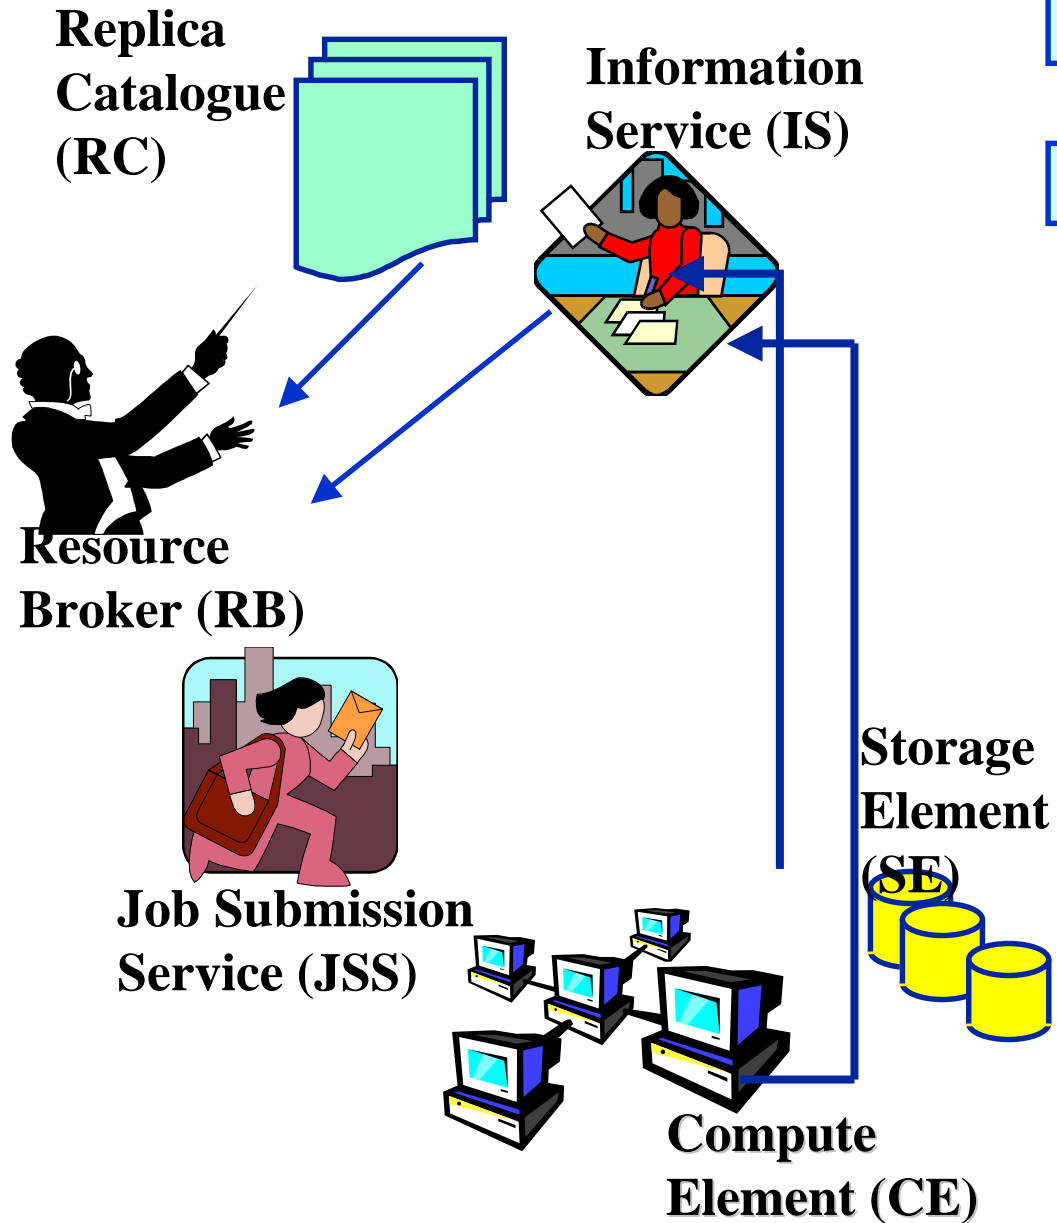 Replica
Catalogue
(RC)
Information
Service (IS)
Resource
Broker (RB)
Storage
Element
(SE)
Job Submission
Service (JSS)
Compute
Element (CE)